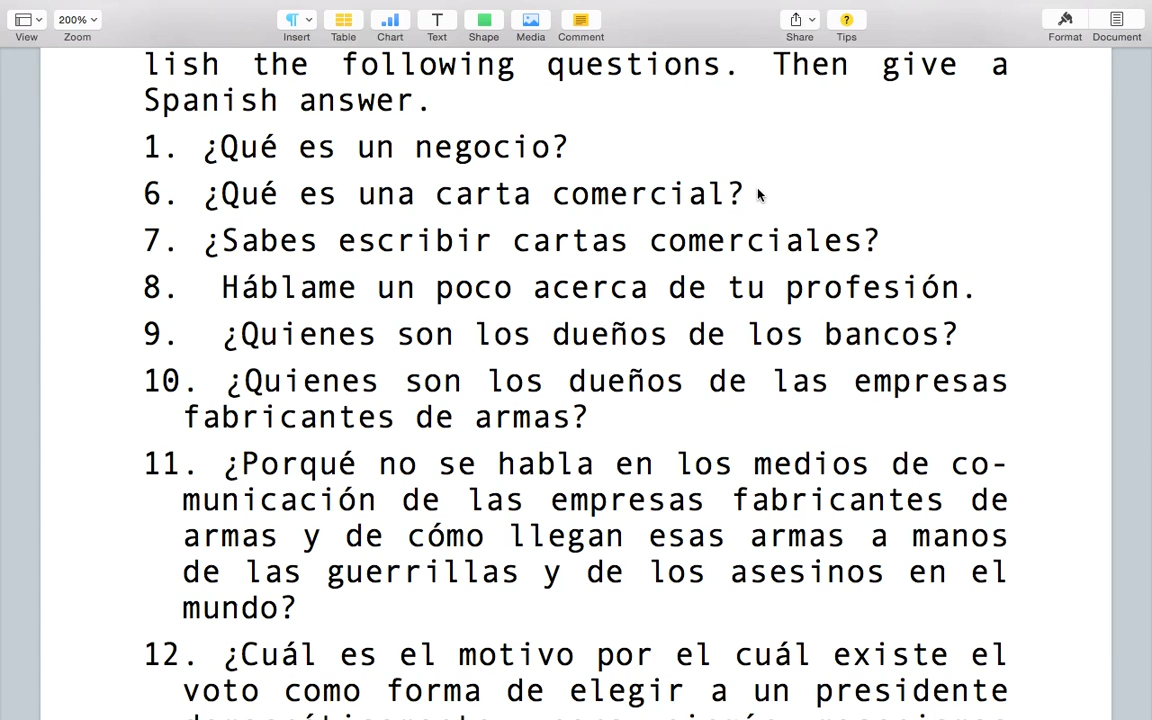 200%
View
Zoom
Insert
Table
Chart
T
Text
Shape
Media
Comment
Share
?
Tips
Format
Document
lish the following questions. Then give a
Spanish answer.
1. ¿Qué es un negocio?
6. ¿Qué es una carta comercial?
7. ¿Sabes escribir cartas comerciales?
8. Háblame un poco acerca de tu profesión.
9. ¿Quienes son los dueños de los bancos?
10. ¿Quienes son los dueños de las empresas
fabricantes de armas?
11. ¿Porqué no se habla en los medios de co-
municación de las empresas fabricantes de
armas y de cómo llegan esas armas a manos
de las guerrillas y de los asesinos en el
mundo?
12. ¿Cuál es el motivo por el cuál existe el
voto como forma de elegir a un presidente